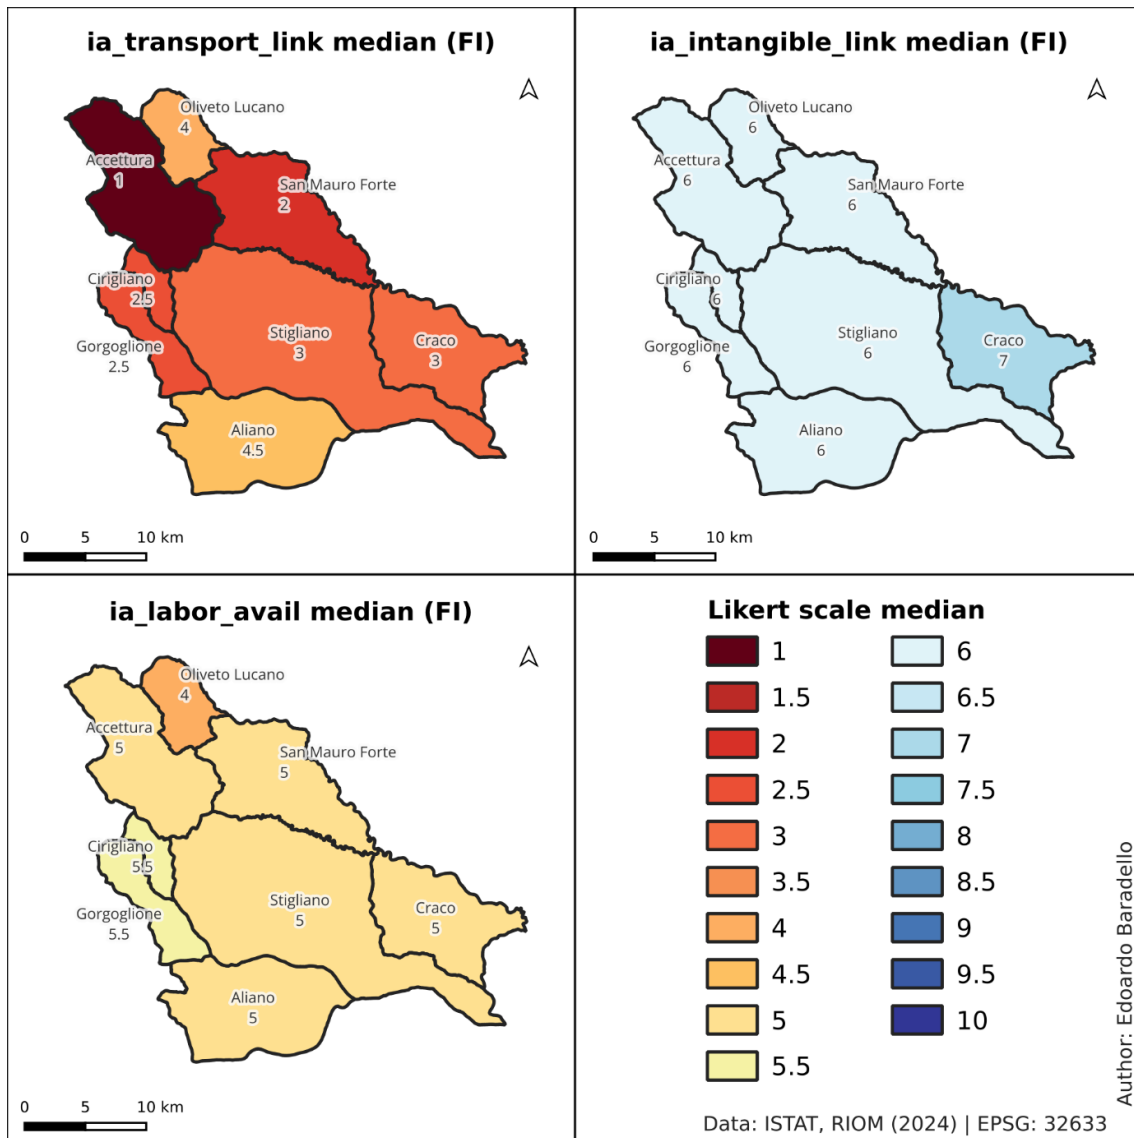 ia_transport_link median (FI)
Oliveto Lucano
4
Accettura
1
San Mauro Forte
2
Cirigliano
2.5
Gorgoglione
2.5
Stigliano
3
Craco
3
Aliano
4.5
0 5 10 km
ia_intangible_link median (FI)
Oliveto Lucano
6
Accettura
6
San Mauro Forte
6
Cirigliano
6
Gorgoglione
6
Stigliano
6
Craco
7
Aliano
6
0 5 10 km
ia_labor_avail median (FI)
Oliveto Lucano
4
Accettura
5
San Mauro Forte
5
Cirigliano
5.5
Gorgoglione
5.5
Stigliano
5
Craco
5
Aliano
5
0 5 10 km
Likert scale median
1
1.5
2
2.5
3
3.5
4
4.5
5
5.5
6
6.5
7
7.5
8
8.5
9
9.5
10
Author: Edoardo Baradello
Data: ISTAT, RIOM (2024) | EPSG: 32633